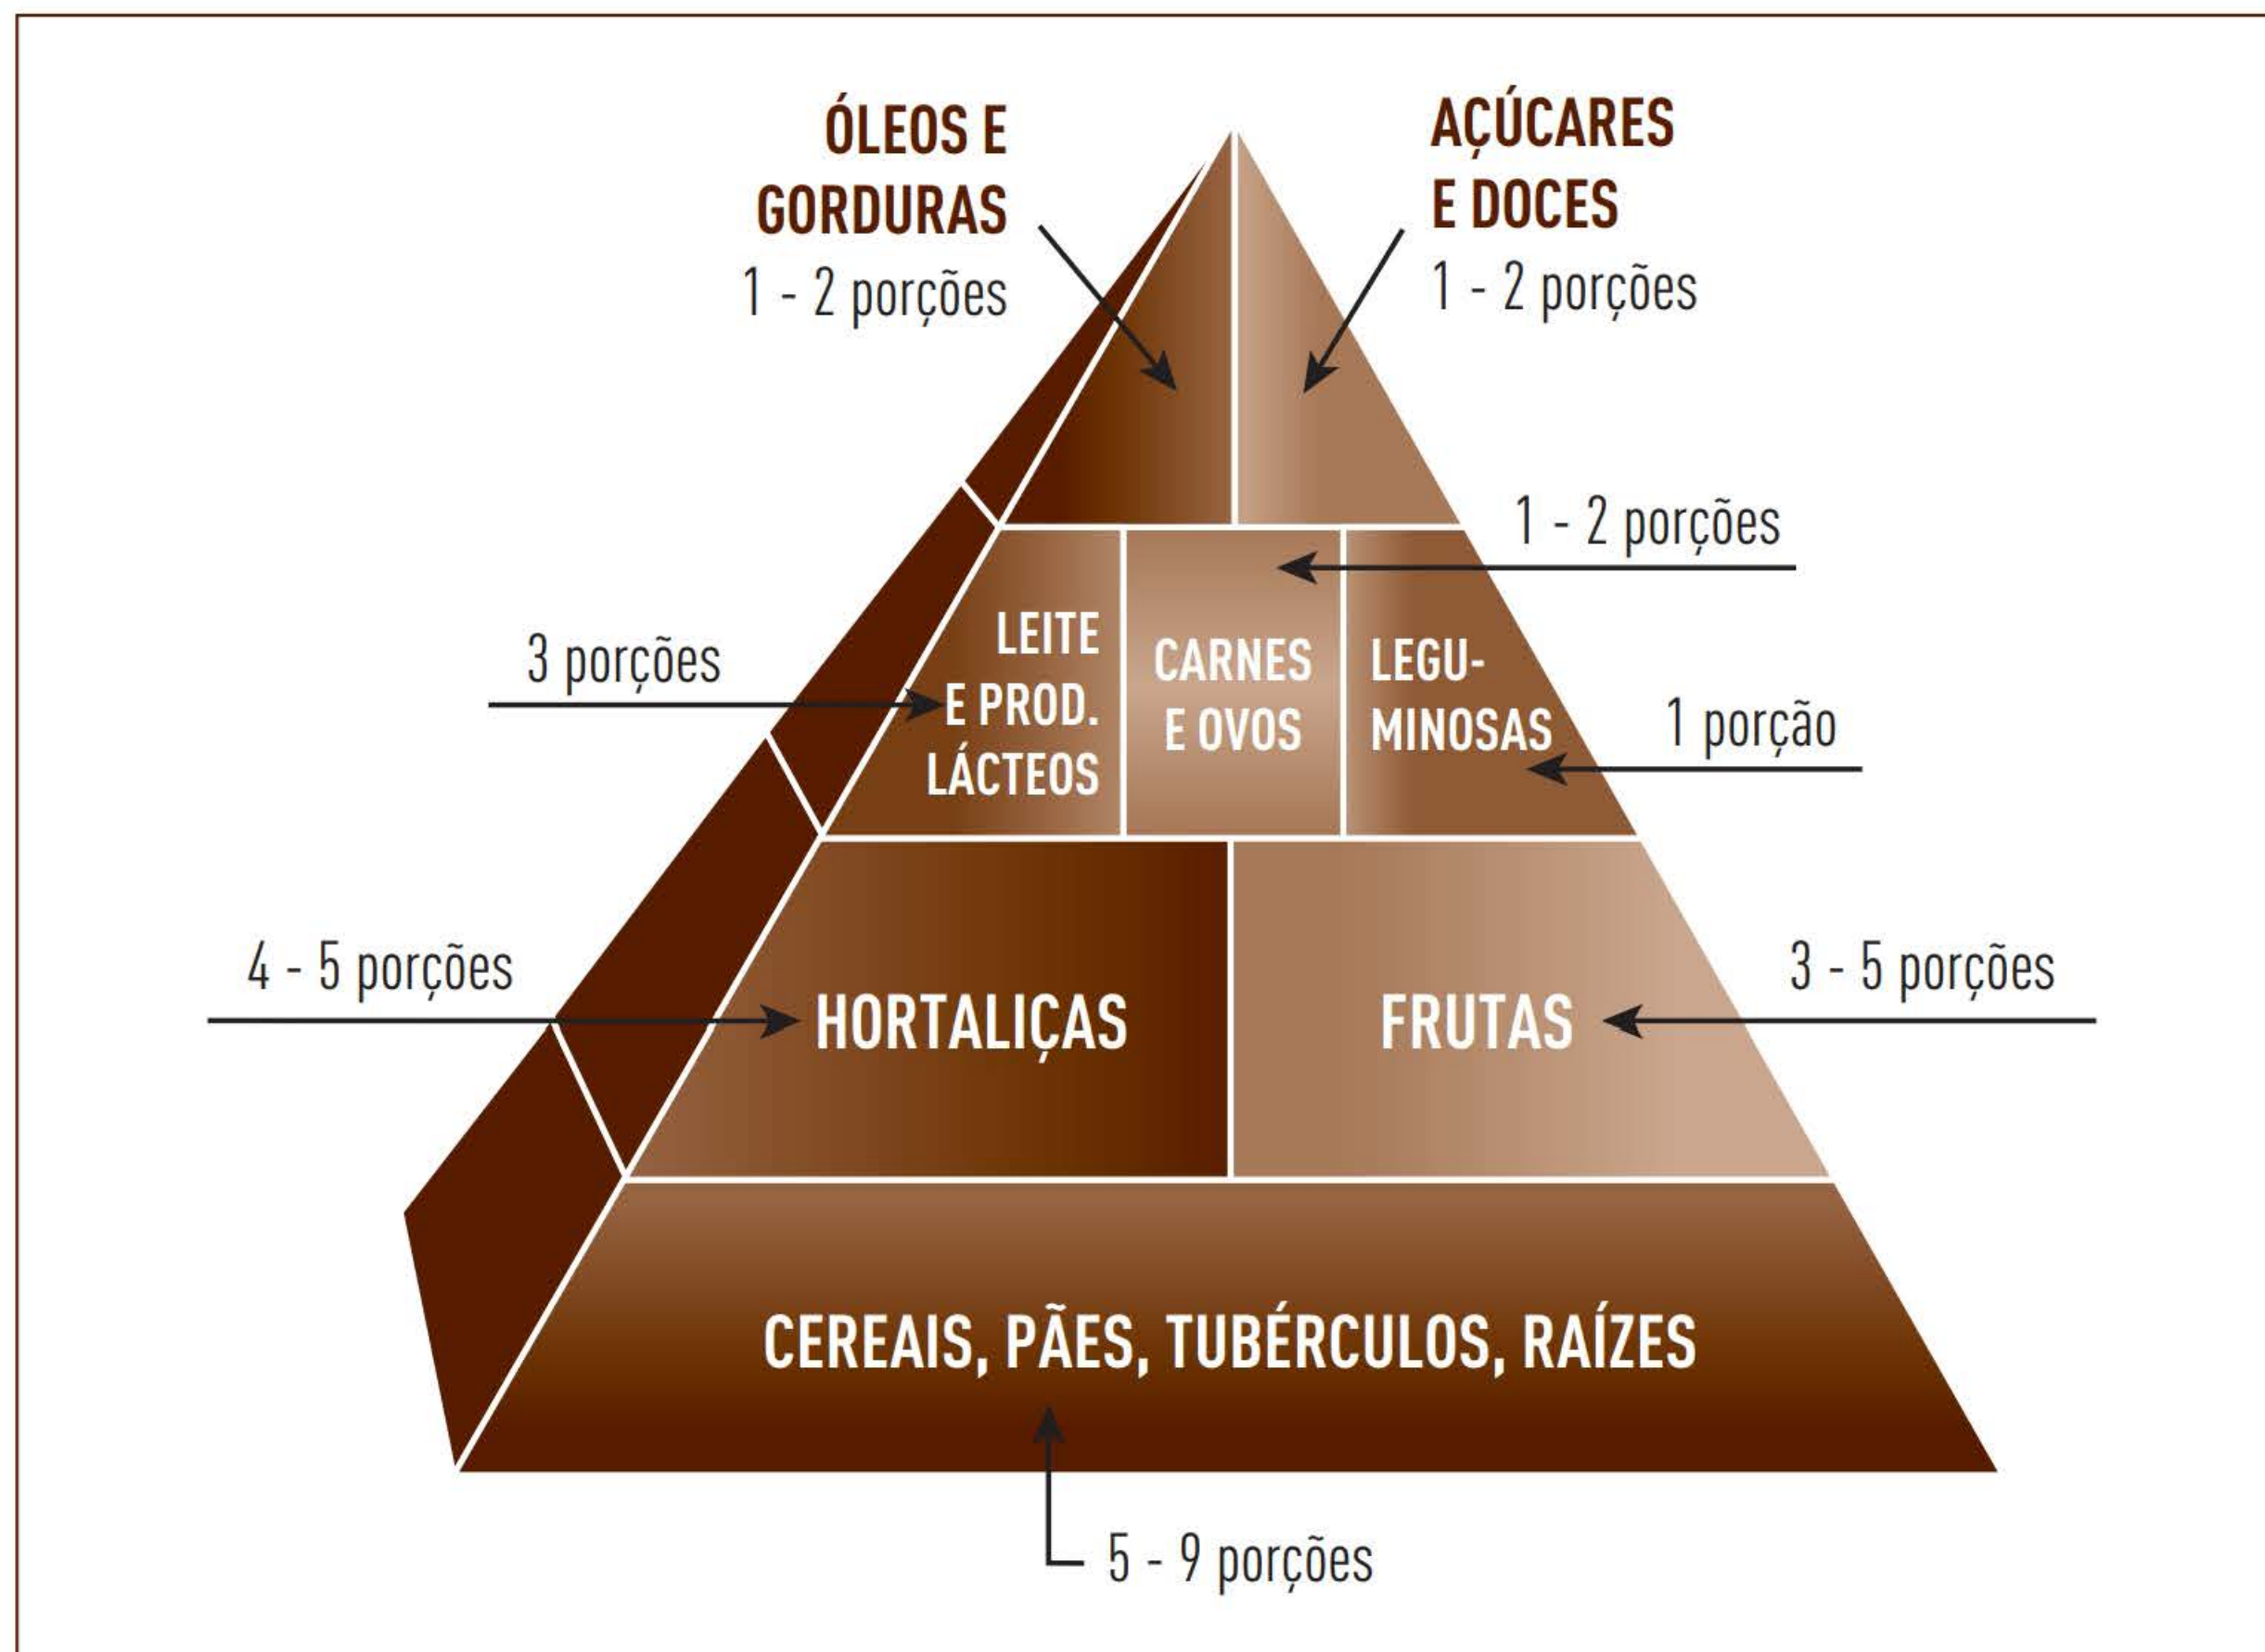 ÓLEOS E
GORDURAS
1 - 2 porções
AÇÚCARES
E DOCES
1 - 2 porções
1 - 2 porções
3 porções
LEITE
E PROD.
LÁCTEOS
CARNES
E OVOS
LEGU-
MINOSAS
1 porção
4 - 5 porções
HORTALIÇAS
FRUTAS
3 - 5 porções
CEREAIS, PÃES, TUBÉRCULOS, RAÍZES
5 - 9 porções